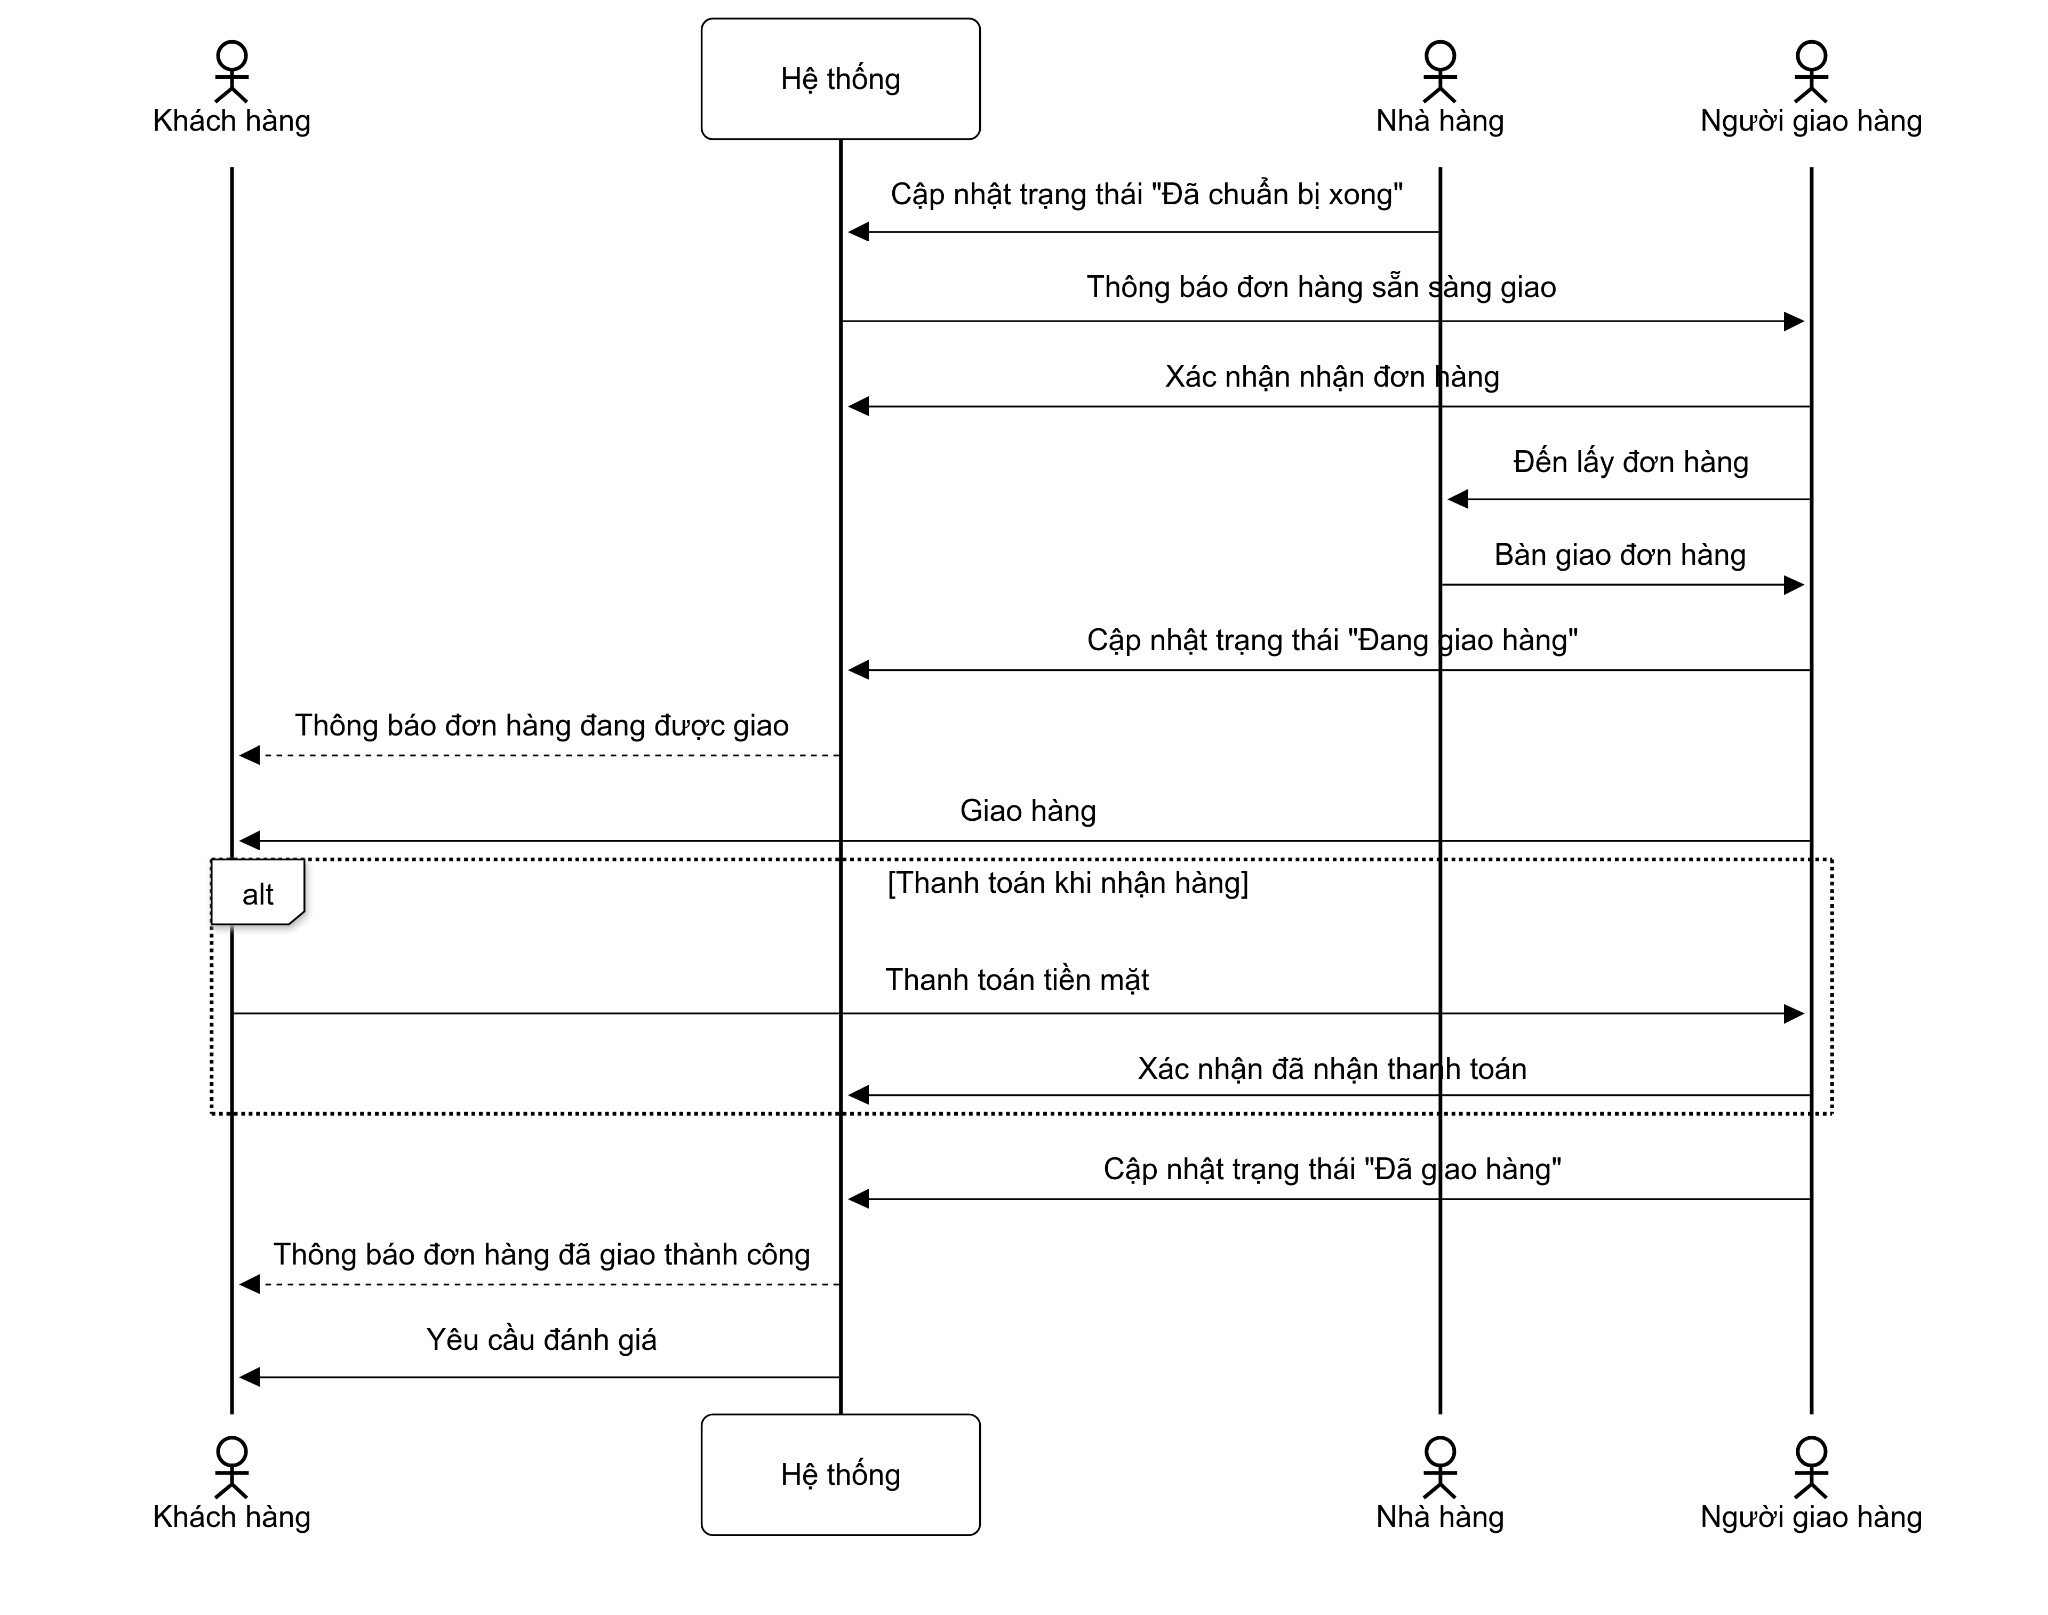 Khách hàng
Hệ thống
Nhà hàng
Người giao hàng
Cập nhật trạng thái "Đã chuẩn bị xong"
Thông báo đơn hàng sẵn sàng giao
Xác nhận nhận đơn hàng
Đến lấy đơn hàng
Bàn giao đơn hàng
Cập nhật trạng thái "Đang giao hàng"
Thông báo đơn hàng đang được giao
Giao hàng
alt
[Thanh toán khi nhận hàng]
Thanh toán tiền mặt
Xác nhận đã nhận thanh toán
Cập nhật trạng thái "Đã giao hàng"
Thông báo đơn hàng đã giao thành công
Yêu cầu đánh giá
Khách hàng
Hệ thống
Nhà hàng
Người giao hàng